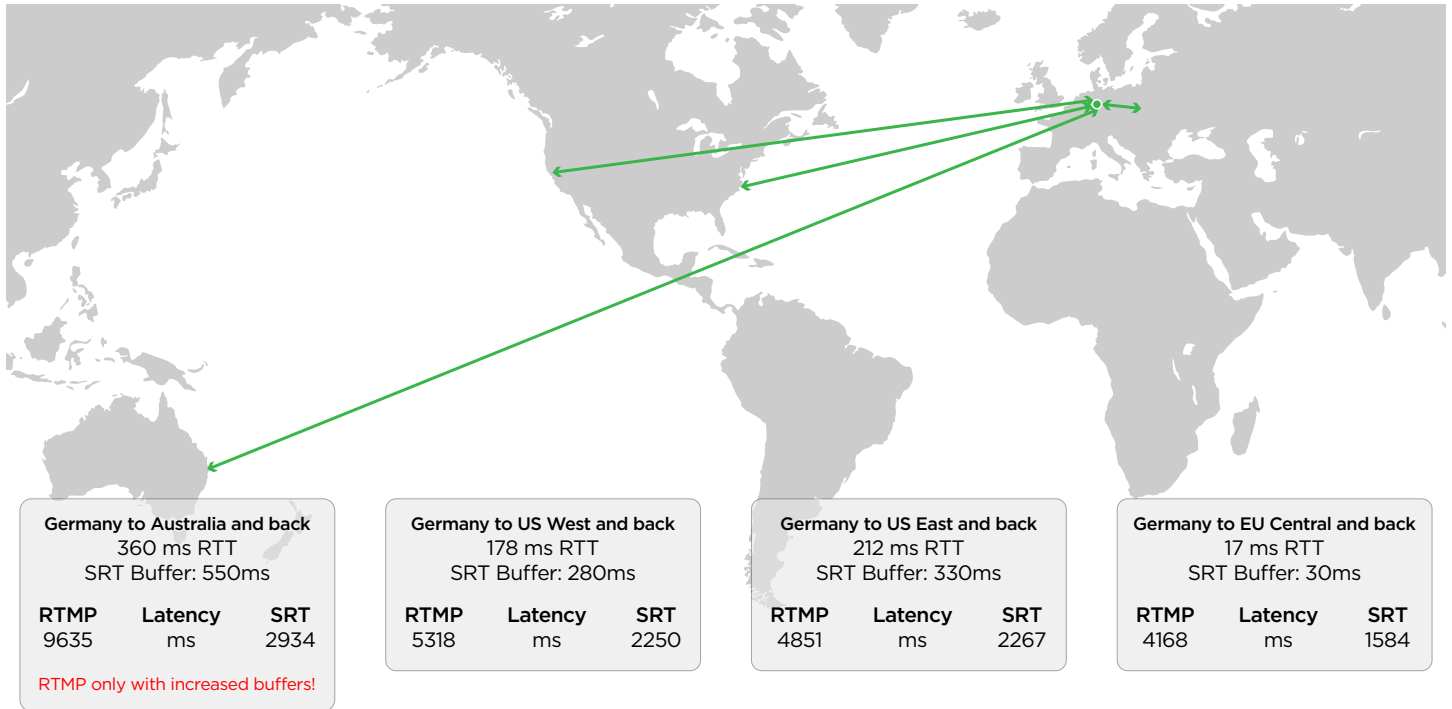 Germany to Australia and back
360 ms RTT
SRT Buffer: 550ms
RTMP Latency SRT
9635 ms 2934
RTMP only with increased buffers!
Germany to US West and back
178 ms RTT
SRT Buffer: 280ms
RTMP Latency SRT
5318 ms 2250
Germany to US East and back
212 ms RTT
SRT Buffer: 330ms
RTMP Latency SRT
4851 ms 2267
Germany to EU Central and back
17 ms RTT
SRT Buffer: 30ms
RTMP Latency SRT
4168 ms 1584